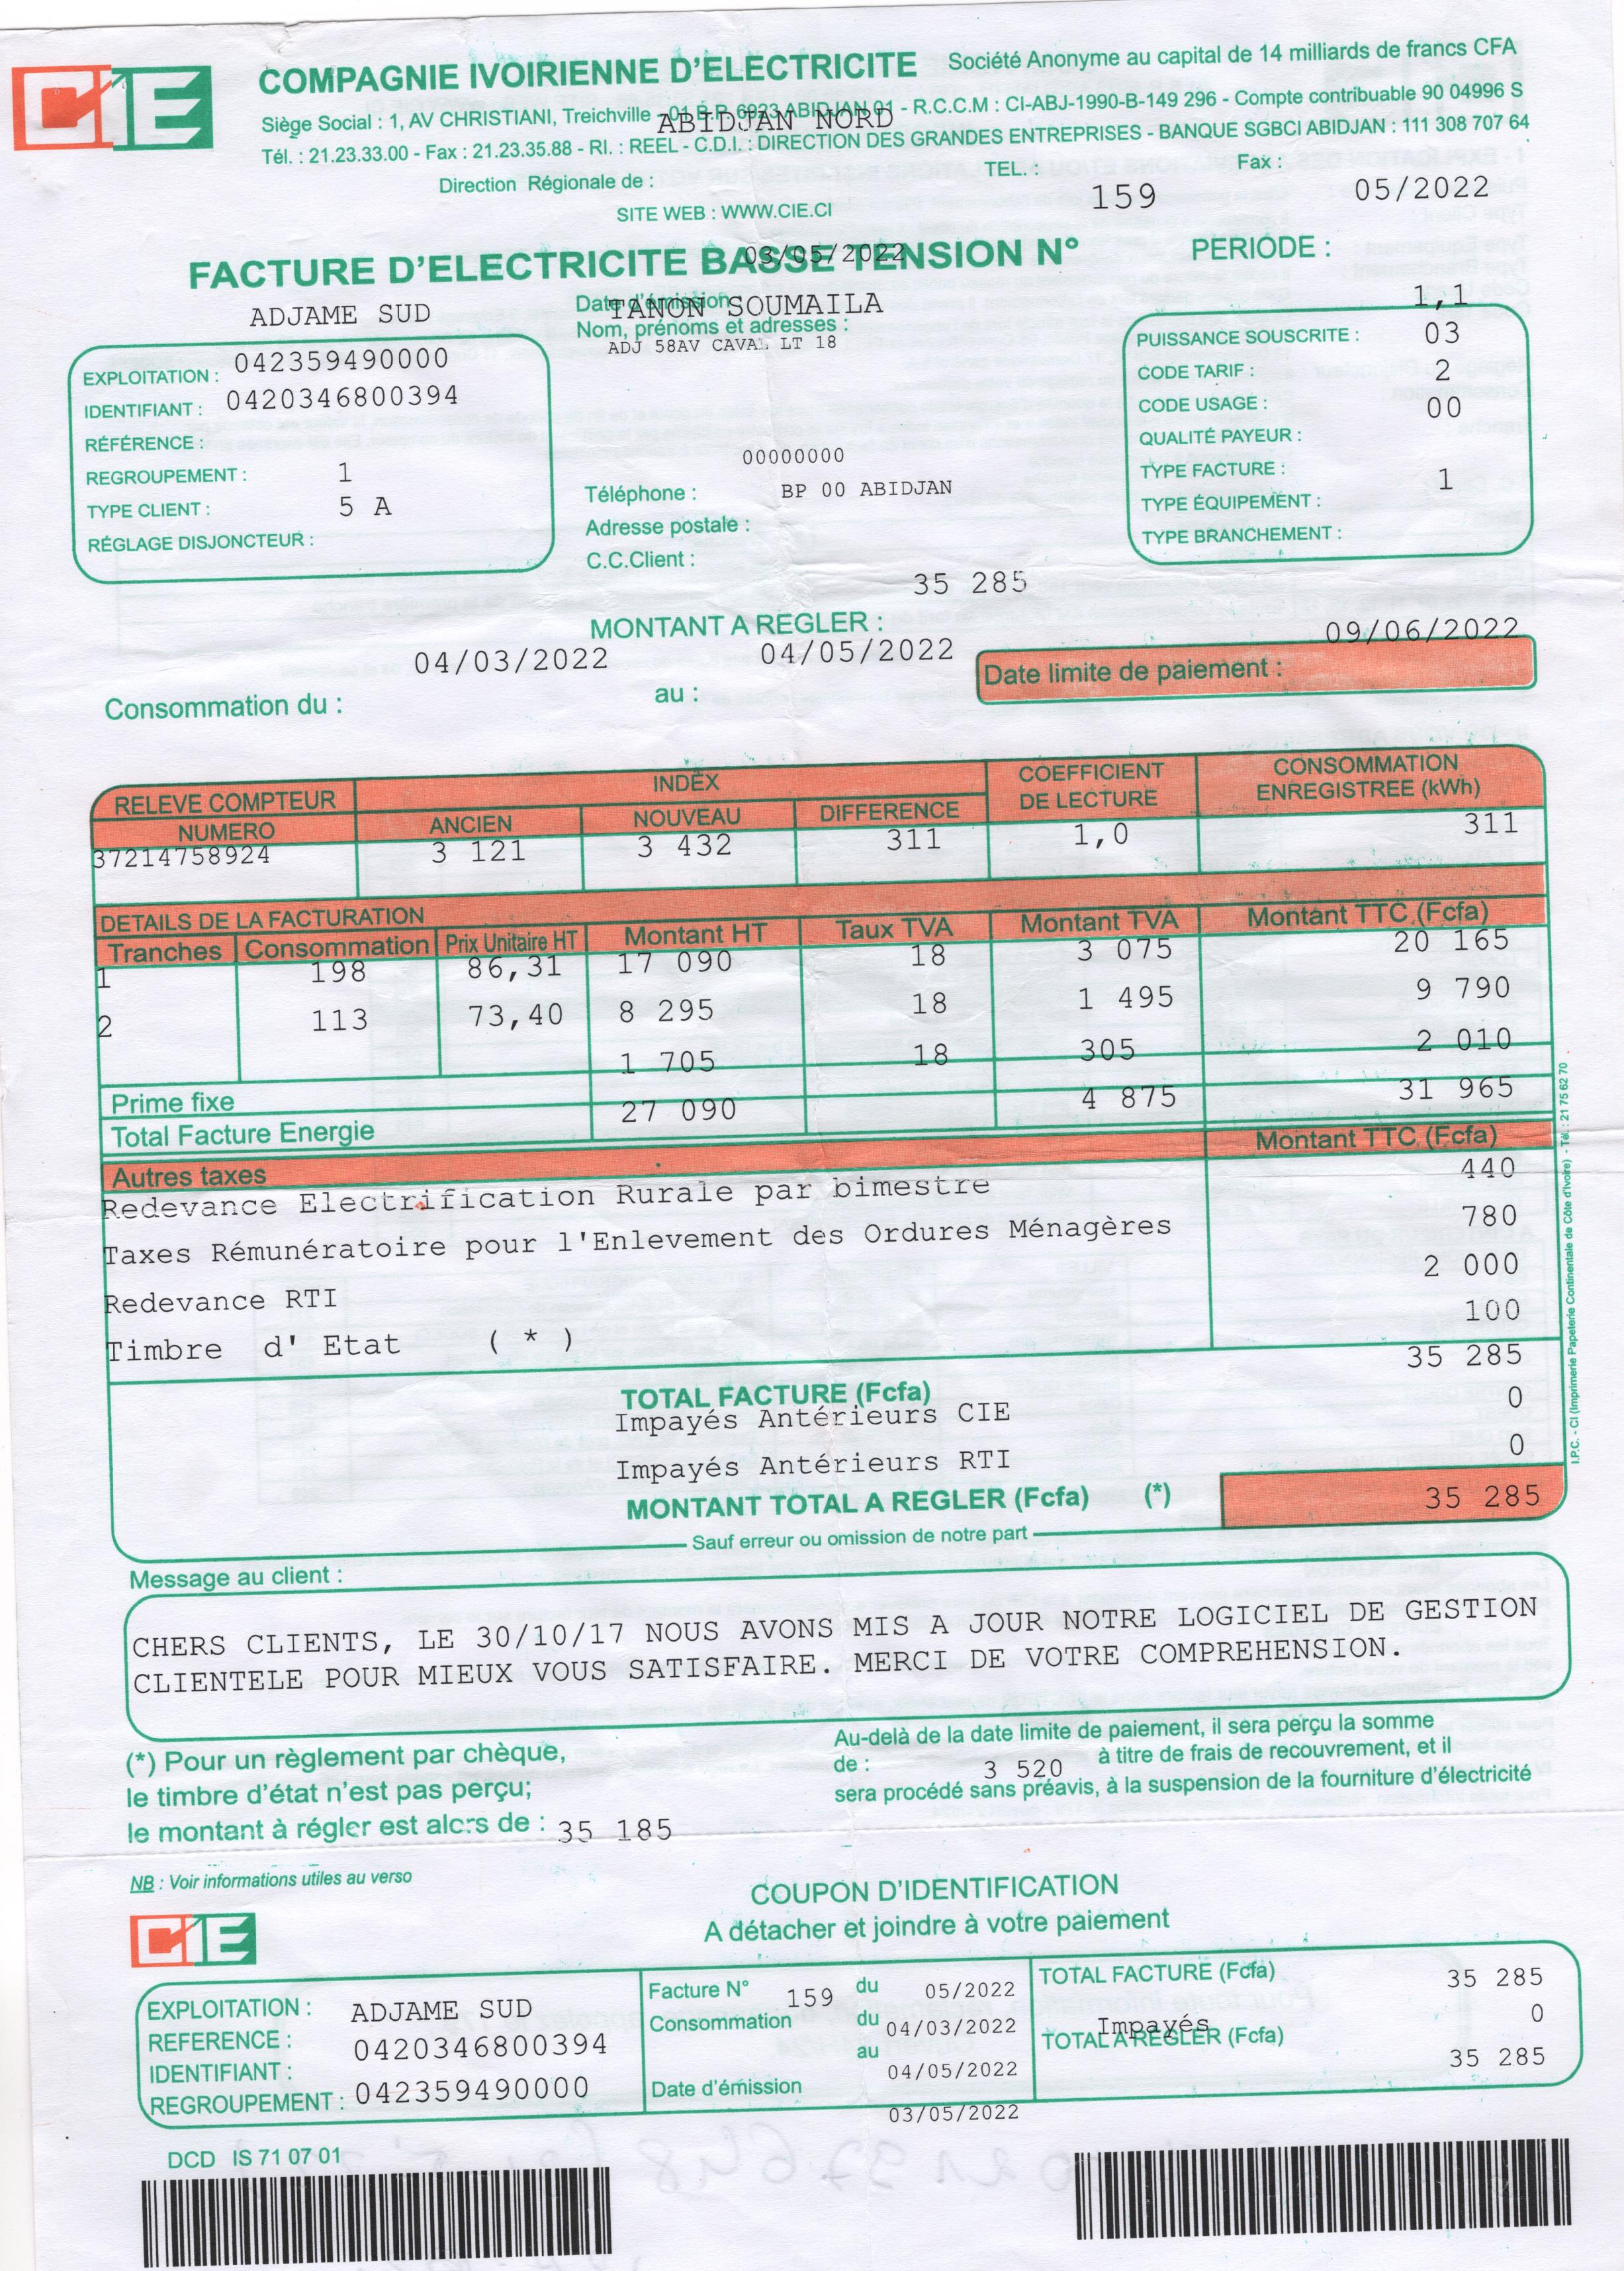 CIE
COMPAGNIE IVOIRIENNE D'ELECTRICITE Société Anonyme au capital de 14 milliards de francs CFA
Siège Social : 1, AV CHRISTIANI, Treichville - 01 B.P. 6923 ABIDJAN 01 - R.C.C.M : CI-ABJ-1990-B-149 296 - Compte contribuable 90 04996 S
ABIDJAN NORD
Tél. : 21.23.33.00 - Fax : 21.23.35.88 - RI. : REEL - C.D.I. : DIRECTION DES GRANDES ENTREPRISES - BANQUE SGBCI ABIDJAN : 111 308 707 64
Direction Régionale de : TEL. : Fax :
SITE WEB : WWW.CIE.CI 159 05/2022
FACTURE D'ELECTRICITE BASSE TENSION N° PERIODE :
03/05/2022
ADJAME SUD
Date d'émission
TANON SOUMAILA
Nom, prénoms et adresses :
ADJ 58AV CAVAL LT 18
EXPLOITATION : 042359490000
IDENTIFIANT : 0420346800394
RÉFÉRENCE :
REGROUPEMENT : 1
TYPE CLIENT : 5 A
RÉGLAGE DISJONCTEUR :
00000000
Téléphone : BP 00 ABIDJAN
Adresse postale :
C.C.Client :
1,1
PUISSANCE SOUSCRITE : 03
CODE TARIF : 2
CODE USAGE : 00
QUALITÉ PAYEUR :
TYPE FACTURE : 1
TYPE ÉQUIPEMENT :
TYPE BRANCHEMENT :
35 285
MONTANT A REGLER :
04/03/2022 04/05/2022 09/06/2022
Consommation du : au : Date limite de paiement :
RELEVE COMPTEUR INDEX COEFFICIENT DE LECTURE CONSOMMATION ENREGISTREE (kWh)
NUMERO ANCIEN NOUVEAU DIFFERENCE
37214758924 3 121 3 432 311 1,0 311
DETAILS DE LA FACTURATION
Tranches Consommation Prix Unitaire HT Montant HT Taux TVA Montant TVA Montant TTC (Fcfa)
1 198 86,31 17 090 18 3 075 20 165
2 113 73,40 8 295 18 1 495 9 790
1 705 18 305 2 010
Prime fixe
27 090 4 875 31 965
Total Facture Energie
Autres taxes Montant TTC (Fcfa)
Redevance Electrification Rurale par bimestre 440
Taxes Rémunératoire pour l'Enlevement des Ordures Ménagères 780
Redevance RTI 2 000
Timbre d' Etat ( * ) 100
35 285
TOTAL FACTURE (Fcfa)
Impayés Antérieurs CIE 0
Impayés Antérieurs RTI 0
MONTANT TOTAL A REGLER (Fcfa) (*) 35 285
Sauf erreur ou omission de notre part
I.P.C. - CI (Imprimerie Papeterie Continentale de Côte d'Ivoire) - Tél. : 21 75 62 70
Message au client :
CHERS CLIENTS, LE 30/10/17 NOUS AVONS MIS A JOUR NOTRE LOGICIEL DE GESTION
CLIENTELE POUR MIEUX VOUS SATISFAIRE. MERCI DE VOTRE COMPREHENSION.
(*) Pour un règlement par chèque,
le timbre d'état n'est pas perçu;
le montant à régler est alors de : 35 185
Au-delà de la date limite de paiement, il sera perçu la somme
de : 3 520 à titre de frais de recouvrement, et il
sera procédé sans préavis, à la suspension de la fourniture d'électricité
NB : Voir informations utiles au verso
COUPON D'IDENTIFICATION
A détacher et joindre à votre paiement
CIE
EXPLOITATION : ADJAME SUD
REFERENCE : 0420346800394
IDENTIFIANT :
REGROUPEMENT : 042359490000
Facture N° 159 du 05/2022
Consommation du 04/03/2022
au 04/05/2022
Date d'émission
03/05/2022
TOTAL FACTURE (Fcfa) 35 285
Impayés 0
TOTAL A REGLER (Fcfa)
35 285
DCD IS 71 07 01